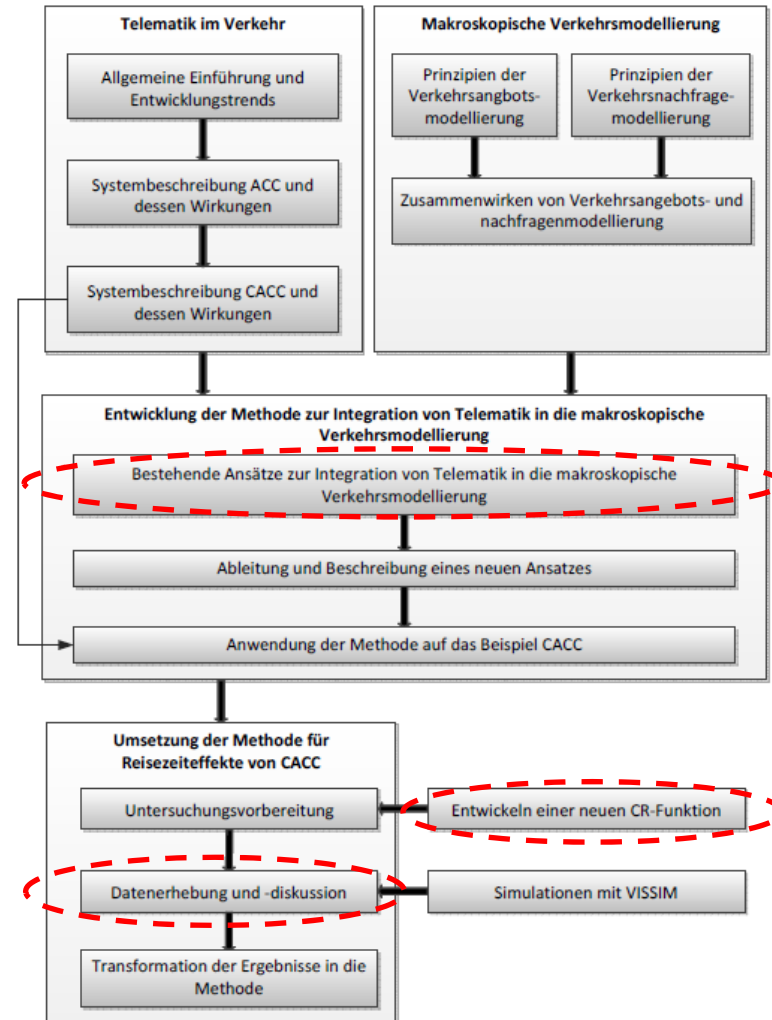 Telematik im Verkehr
Allgemeine Einführung und
Entwicklungstrends
Systembeschreibung ACC und
dessen Wirkungen
Systembeschreibung CACC und
dessen Wirkungen
Makroskopische Verkehrsmodellierung
Prinzipien der
Verkehrsangbots-
modellierung
Prinzipien der
Verkehrsnachfrage-
modellierung
Zusammenwirken von Verkehrsangebots- und
nachfragenmodellierung
Entwicklung der Methode zur Integration von Telematik in die makroskopische
Verkehrsmodellierung
Bestehende Ansätze zur Integration von Telematik in die makroskopische
Verkehrsmodellierung
Ableitung und Beschreibung eines neuen Ansatzes
Anwendung der Methode auf das Beispiel CACC
Umsetzung der Methode für
Reisezeiteffekte von CACC
Untersuchungsvorbereitung
Entwickeln einer neuen CR-Funktion
Datenerhebung und -diskussion
Simulationen mit VISSIM
Transformation der Ergebnisse in die
Methode